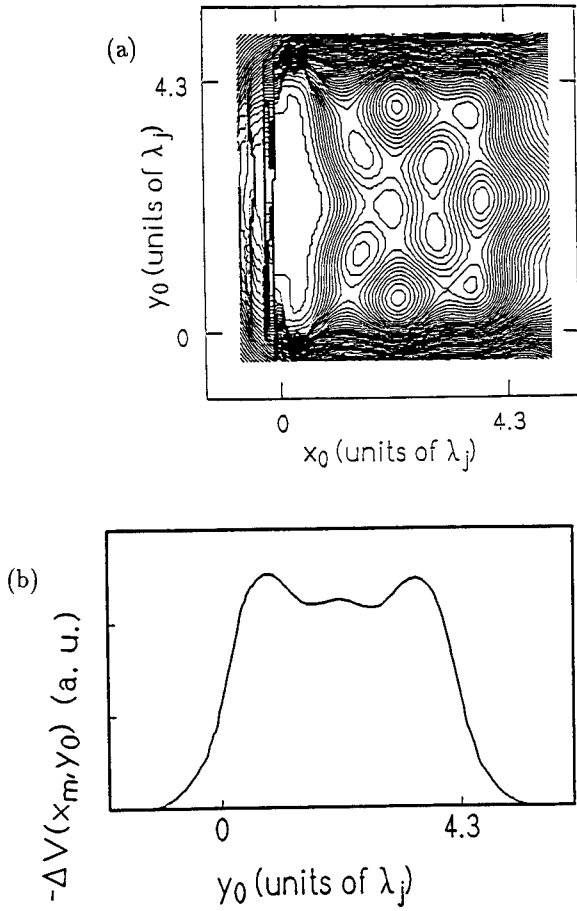 (a)
4.3
y₀ (units of λⱼ)
0
0
4.3
x₀ (units of λⱼ)
(b)
-ΔV(xₘ,y₀) (a. u.)
0
4.3
y₀ (units of λⱼ)